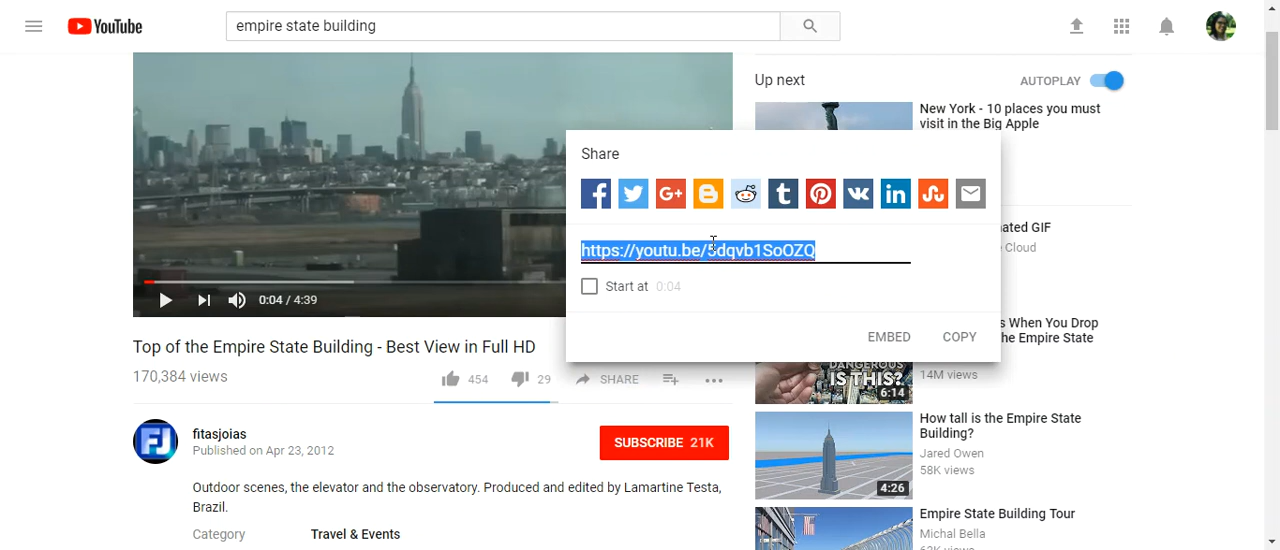 YouTube
empire state building
0:04 / 4:39
Top of the Empire State Building - Best View in Full HD
170,384 views
454
29
SHARE
fitasjoias
Published on Apr 23, 2012
SUBSCRIBE 21K
Outdoor scenes, the elevator and the observatory. Produced and edited by Lamartine Testa,
Brazil.
Category Travel & Events
Share
https://youtu.be/5dqvb1SoOZQ
Start at 0:04
EMBED COPY
Up next
AUTOPLAY
New York - 10 places you must
visit in the Big Apple
GIF
Cloud
s When You Drop
he Empire State
14M views
DANGEROUS
IS THIS?
6:14
How tall is the Empire State
Building?
Jared Owen
58K views
4:26
Empire State Building Tour
Michal Bella